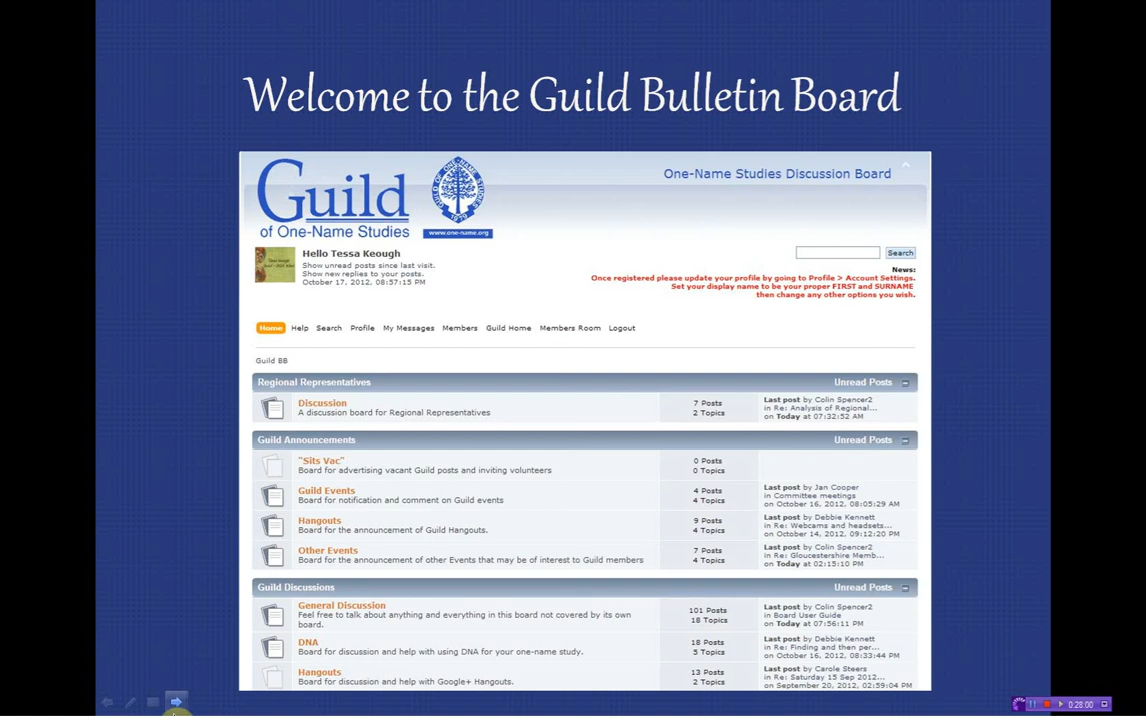 Welcome to the Guild Bulletin Board
Guild
of One-Name Studies
GUILD OF ONE-NAME STUDIES
1979
www.one-name.org
One-Name Studies Discussion Board
Hello Tessa Keough
Show unread posts since last visit.
Show new replies to your posts.
October 17, 2012, 08:57:15 PM
Search
News:
Once registered please update your profile by going to Profile > Account Settings.
Set your display name to be your proper FIRST and SURNAME
then change any other options you wish.
Home Help Search Profile My Messages Members Guild Home Members Room Logout
Guild BB
Regional Representatives Unread Posts
Discussion
A discussion board for Regional Representatives
7 Posts
2 Topics
Last post by Colin Spencer2
in Re: Analysis of Regional...
on Today at 07:32:52 AM
Guild Announcements Unread Posts
"Sits Vac"
Board for advertising vacant Guild posts and inviting volunteers
0 Posts
0 Topics
Guild Events
Board for notification and comment on Guild events
4 Posts
4 Topics
Last post by Jan Cooper
in Committee meetings
on October 16, 2012, 08:05:29 AM
Hangouts
Board for the announcement of Guild Hangouts.
9 Posts
4 Topics
Last post by Debbie Kennett
in Re: Webcams and headsets...
on October 14, 2012, 09:12:20 PM
Other Events
Board for the announcement of other Events that may be of interest to Guild members
7 Posts
4 Topics
Last post by Colin Spencer2
in Re: Gloucestershire Memb...
on Today at 02:15:10 PM
Guild Discussions Unread Posts
General Discussion
Feel free to talk about anything and everything in this board not covered by its own
board.
101 Posts
18 Topics
Last post by Colin Spencer2
in Board User Guide
on Today at 07:56:11 PM
DNA
Board for discussion and help with using DNA for your one-name study.
18 Posts
5 Topics
Last post by Debbie Kennett
in Re: Finding and then per...
on October 16, 2012, 08:33:44 PM
Hangouts
Board for discussion and help with Google+ Hangouts.
13 Posts
2 Topics
Last post by Carole Steers
in Re: Saturday 15 Sep 2012...
on September 20, 2012, 02:59:04 PM
0:28:00